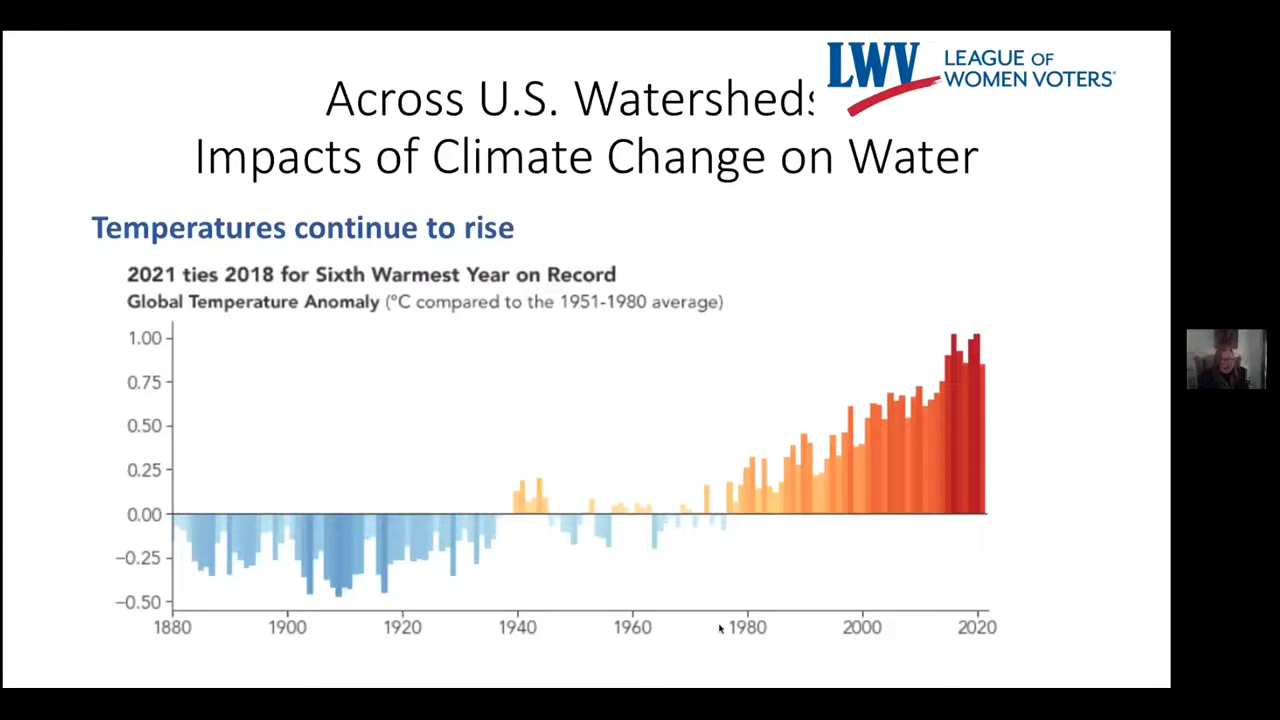 LWV LEAGUE OF
WOMEN VOTERS®
Across U.S. Watersheds
Impacts of Climate Change on Water
Temperatures continue to rise
2021 ties 2018 for Sixth Warmest Year on Record
Global Temperature Anomaly (°C compared to the 1951-1980 average)
1.00
0.75
0.50
0.25
0.00
−0.25
−0.50
1880 1900 1920 1940 1960 1980 2000 2020